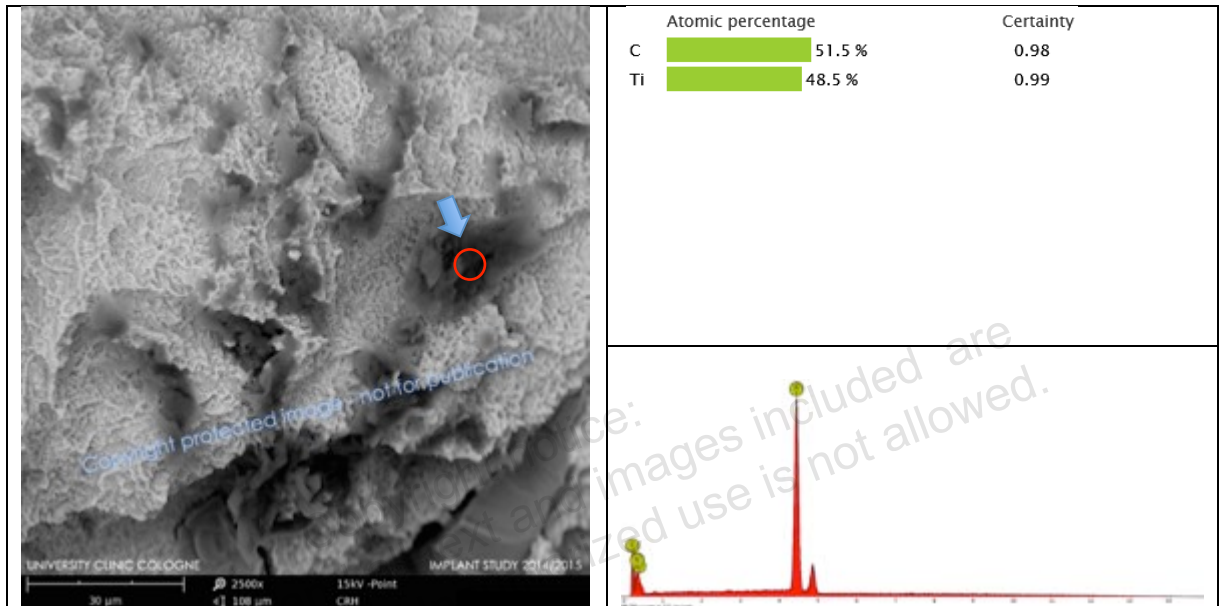 Atomic percentage Certainty
C 51.5 % 0.98
Ti 48.5 % 0.99
Copyright protected image - not for publication
ce:
images included are
zed use is not allowed.
UNIVERSITY CLINIC COLOGNE IMPLANT STUDY 2014/2015
2500x 15kV -Point
30 µm 108 µm CRH